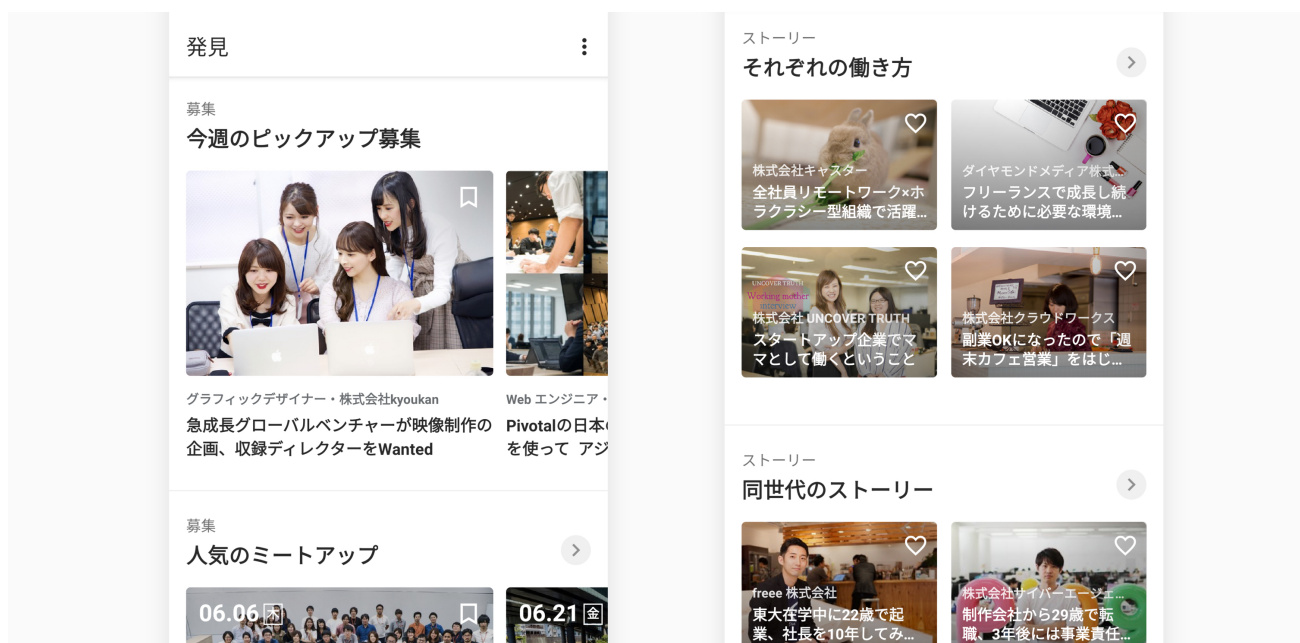 発見
募集
今週のピックアップ募集
グラフィックデザイナー・株式会社kyoukan
急成長グローバルベンチャーが映像制作の
企画、収録ディレクターをWanted
Web エンジニア・
Pivotalの日本
を使って アジ
募集
人気のミートアップ
06.06 木
06.21 金
ストーリー
それぞれの働き方
株式会社キャスター
全社員リモートワーク×ホ
ラクラシー型組織で活躍...
ダイヤモンドメディア株式...
フリーランスで成長し続
けるために必要な環境...
UNCOVER TRUTH
Working mother
interview
株式会社 UNCOVER TRUTH
スタートアップ企業でマ
マとして働くということ
株式会社クラウドワークス
副業OKになったので「週
末カフェ営業」をはじ...
ストーリー
同世代のストーリー
freee 株式会社
東大在学中に22歳で起
業、社長を10年してみ...
株式会社サイバーエージェ...
制作会社から29歳で転
職、3年後には事業責任...